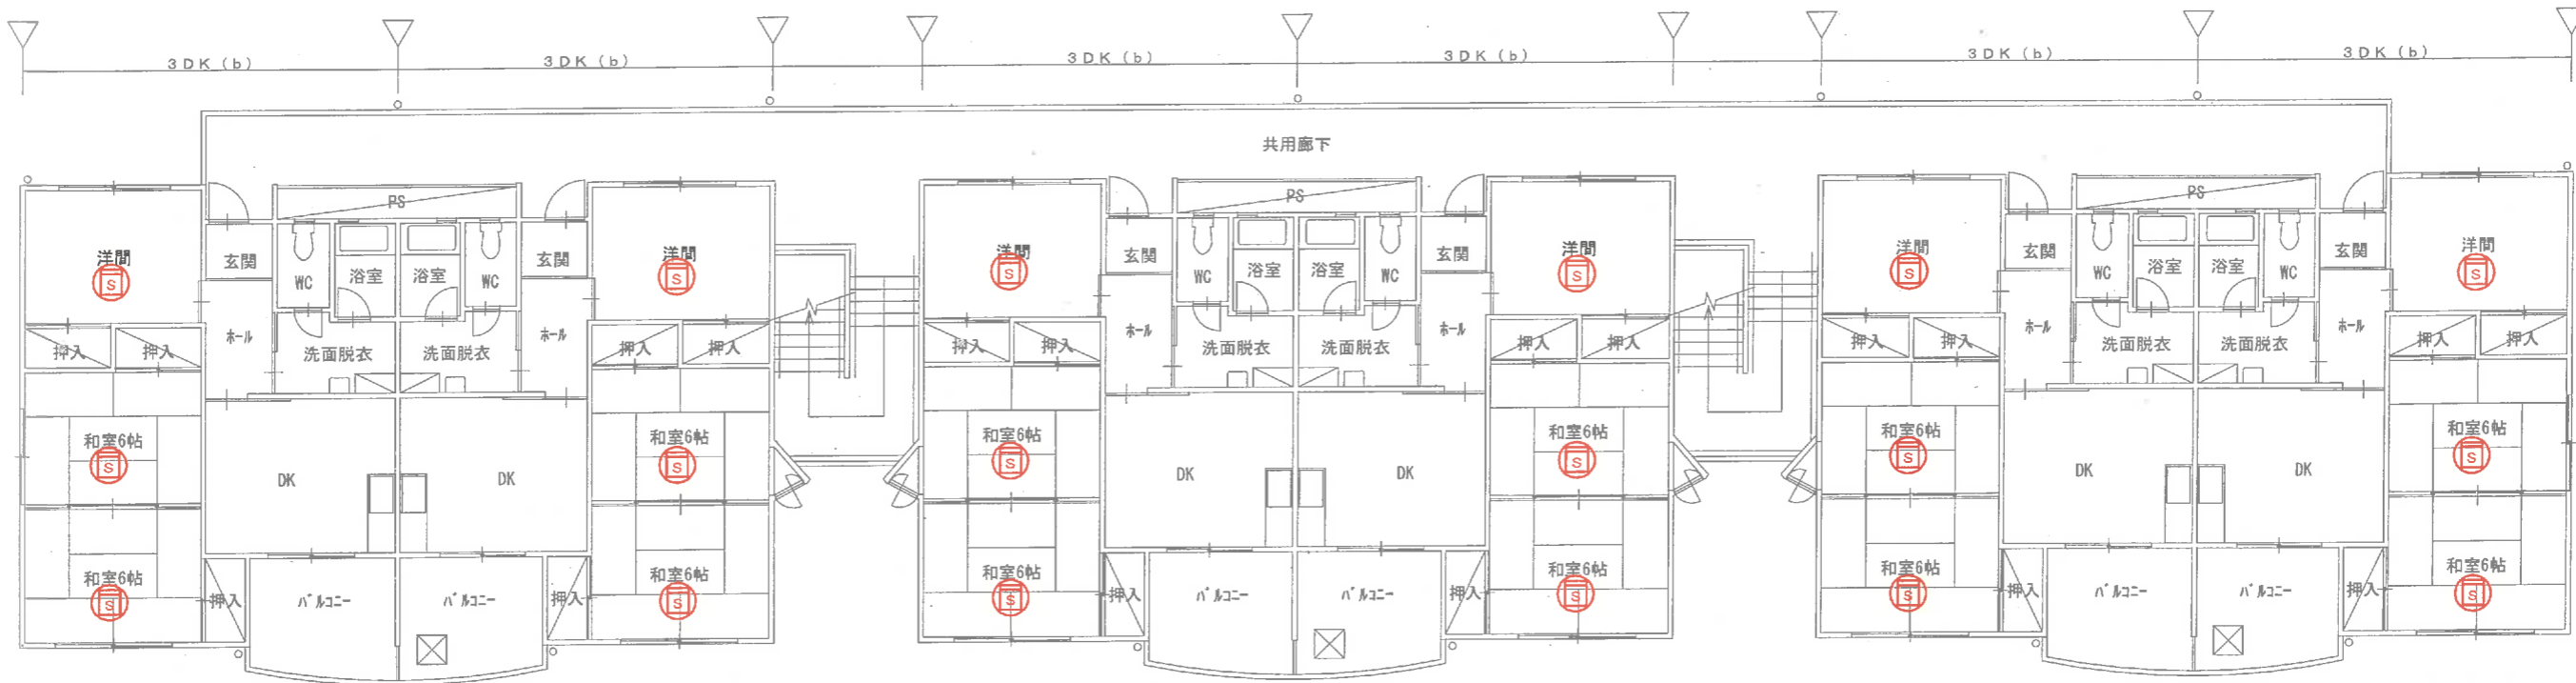 3DK(b) 3DK(b) 3DK(b) 3DK(b) 3DK(b) 3DK(b)
共用廊下
PS PS PS
洋間 玄関 WC 浴室 浴室 WC 玄関 洋間 洋間 玄関 WC 浴室 浴室 WC 玄関 洋間 洋間 玄関 WC 浴室 浴室 WC 玄関 洋間
S S S S S S
押入 押入 ホール 洗面脱衣 洗面脱衣 ホール 押入 押入 押入 押入 ホール 洗面脱衣 洗面脱衣 ホール 押入 押入 押入 押入 ホール 洗面脱衣 洗面脱衣 ホール 押入 押入
和室6帖 和室6帖 和室6帖 和室6帖 和室6帖 和室6帖
S S S S S S
DK DK DK DK DK DK
和室6帖 和室6帖 和室6帖 和室6帖 和室6帖 和室6帖
S 押入 バルコニー バルコニー 押入 S S 押入 バルコニー バルコニー 押入 S S 押入 バルコニー バルコニー 押入 S